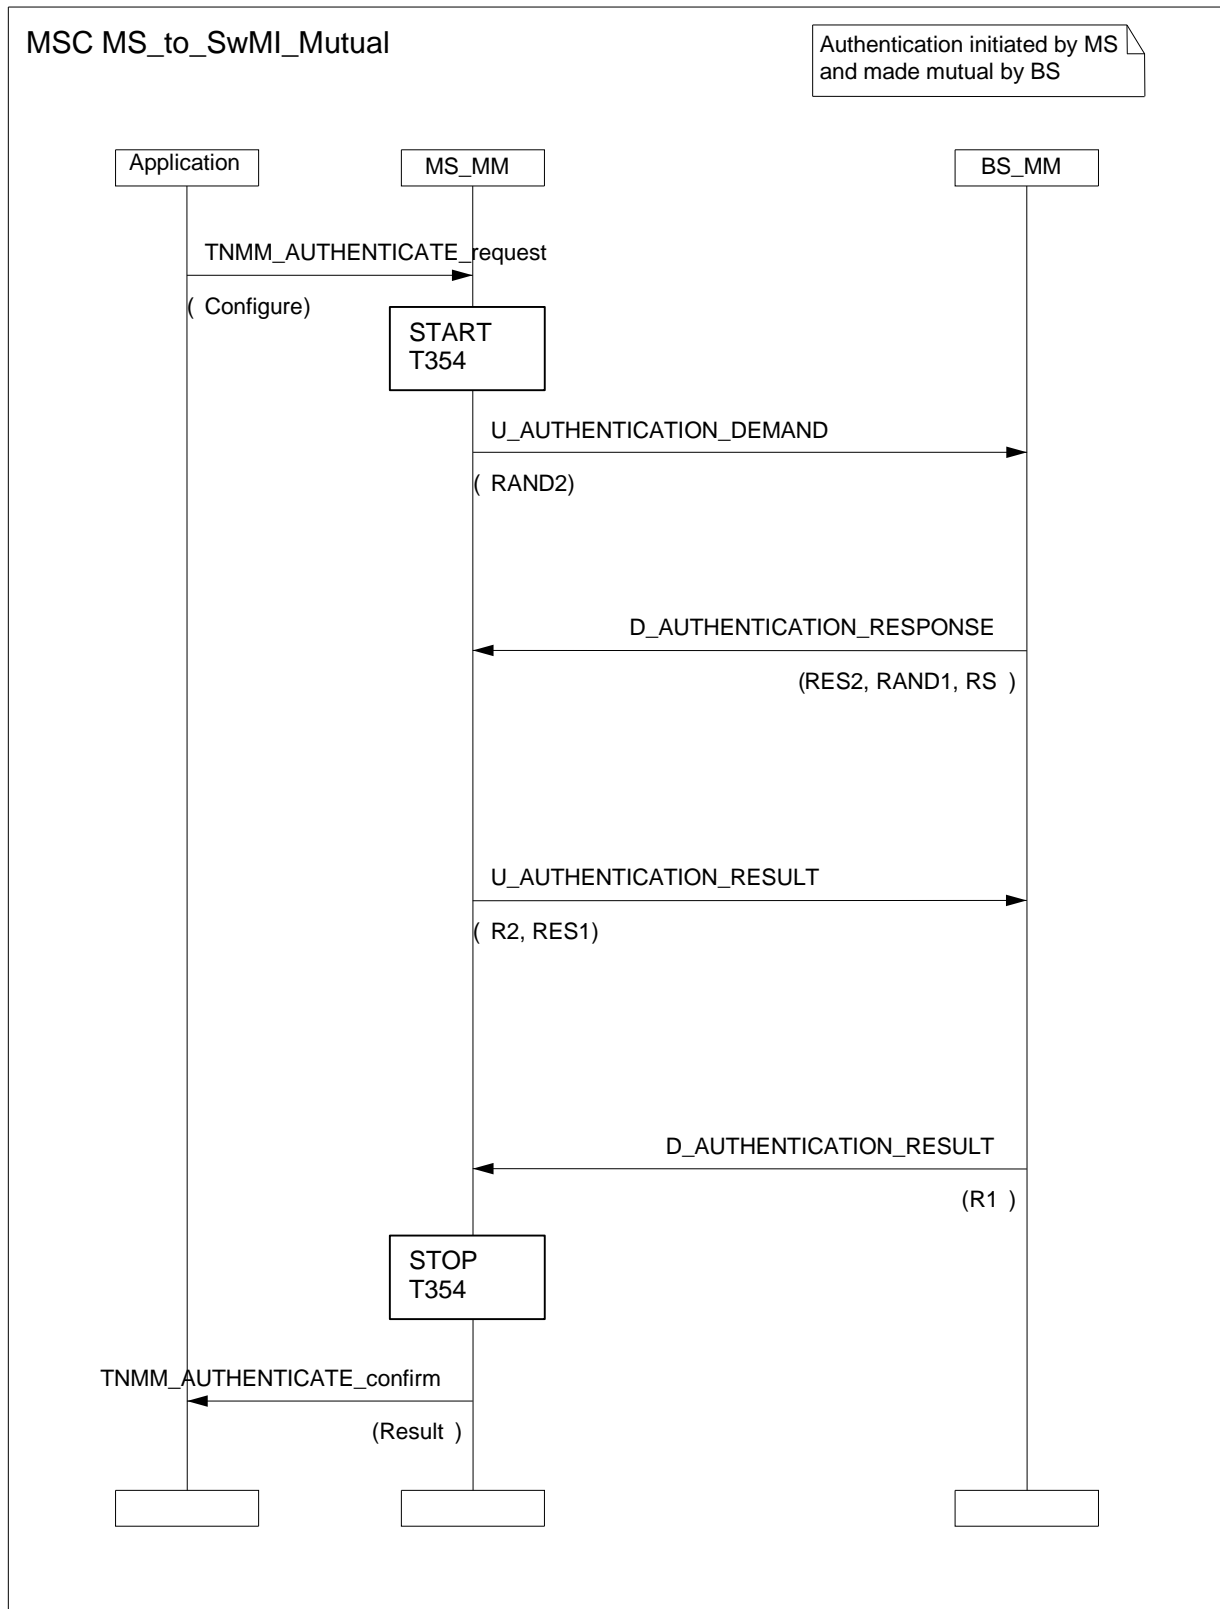 MSC MS_to_SwMI_Mutual
Authentication initiated by MS
and made mutual by BS
Application
MS_MM
BS_MM
TNMM_AUTHENTICATE_request
( Configure)
START
T354
U_AUTHENTICATION_DEMAND
( RAND2)
D_AUTHENTICATION_RESPONSE
(RES2, RAND1, RS )
U_AUTHENTICATION_RESULT
( R2, RES1)
D_AUTHENTICATION_RESULT
(R1 )
STOP
T354
TNMM_AUTHENTICATE_confirm
(Result )